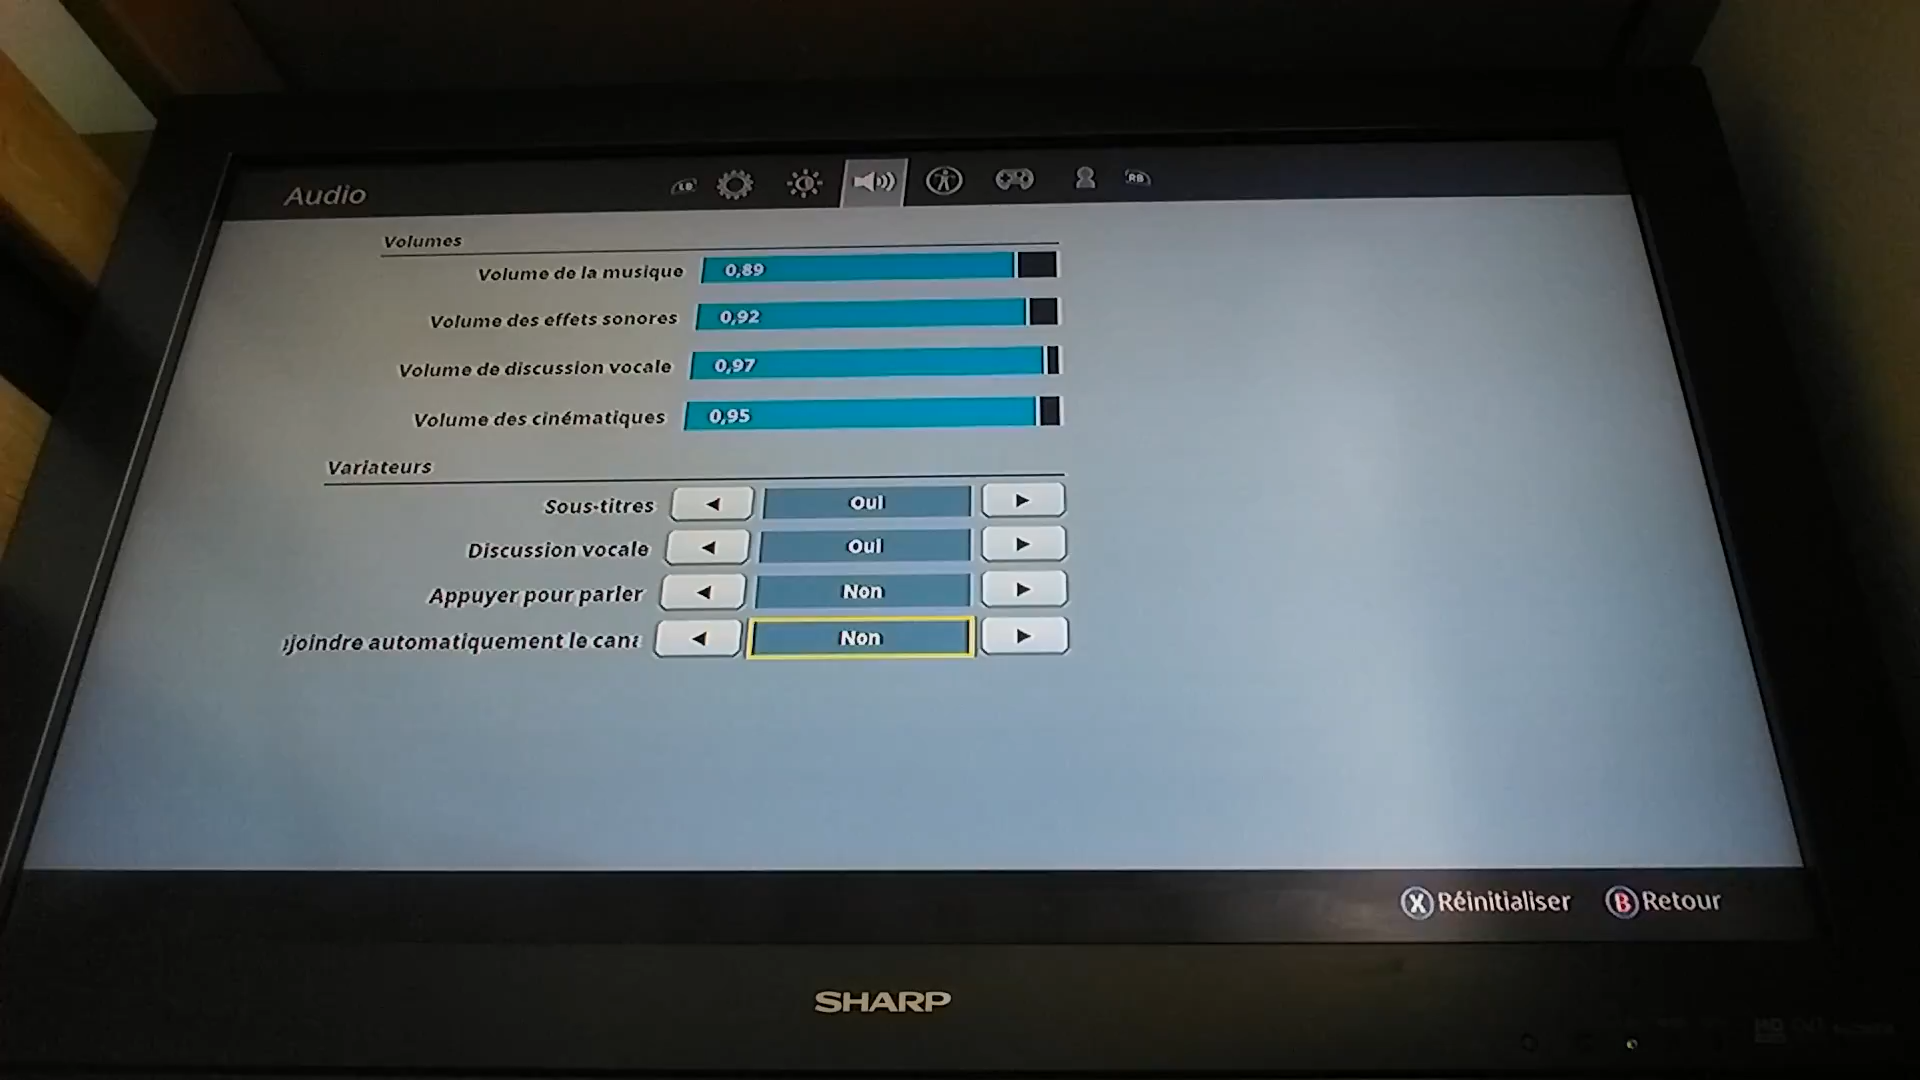 Audio
LB
RB
Volumes
Volume de la musique 0,89
Volume des effets sonores 0,92
Volume de discussion vocale 0,97
Volume des cinématiques 0,95
Variateurs
Sous-titres Oui
Discussion vocale Oui
Appuyer pour parler Non
joindre automatiquement le Non
X Réinitialiser B Retour
SHARP